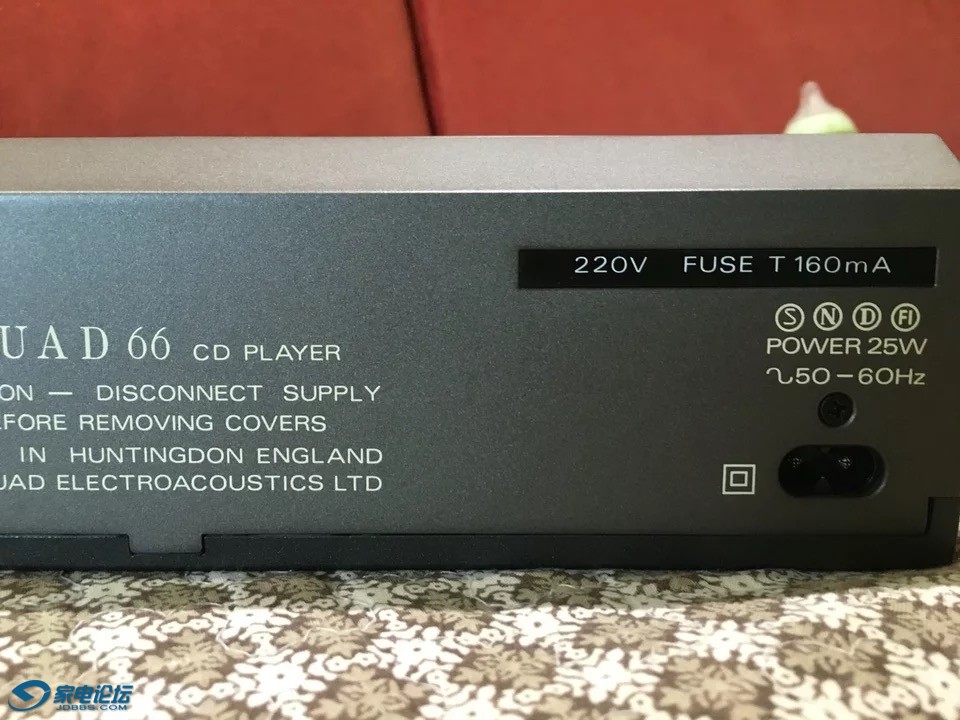 220V FUSE T 160mA
S N D FI
POWER 25W
∿50-60Hz
UAD 66 CD PLAYER
ON — DISCONNECT SUPPLY
EFORE REMOVING COVERS
IN HUNTINGDON ENGLAND
UAD ELECTROACOUSTICS LTD
家电论坛
JDBBS.COM